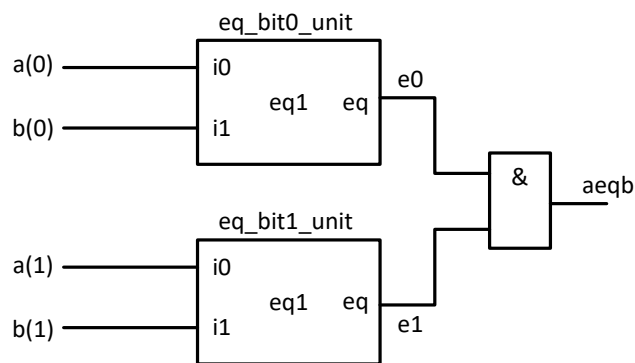 eq_bit0_unit
a(0)
i0
e0
eq1
eq
b(0)
i1
&
aeqb
eq_bit1_unit
a(1)
i0
eq1
eq
b(1)
i1
e1